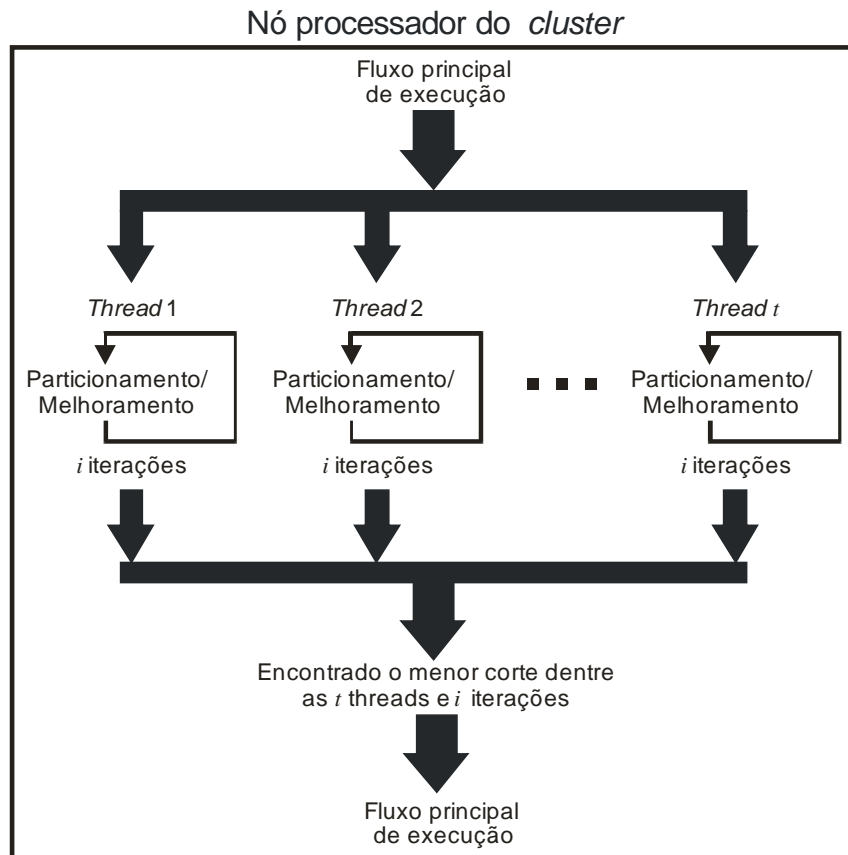 Nó processador do cluster
Fluxo principal
de execução
Thread 1
Thread 2
Thread t
Particionamento/
Melhoramento
Particionamento/
Melhoramento
Particionamento/
Melhoramento
i iterações
i iterações
i iterações
Encontrado o menor corte dentre
as t threads e i iterações
Fluxo principal
de execução